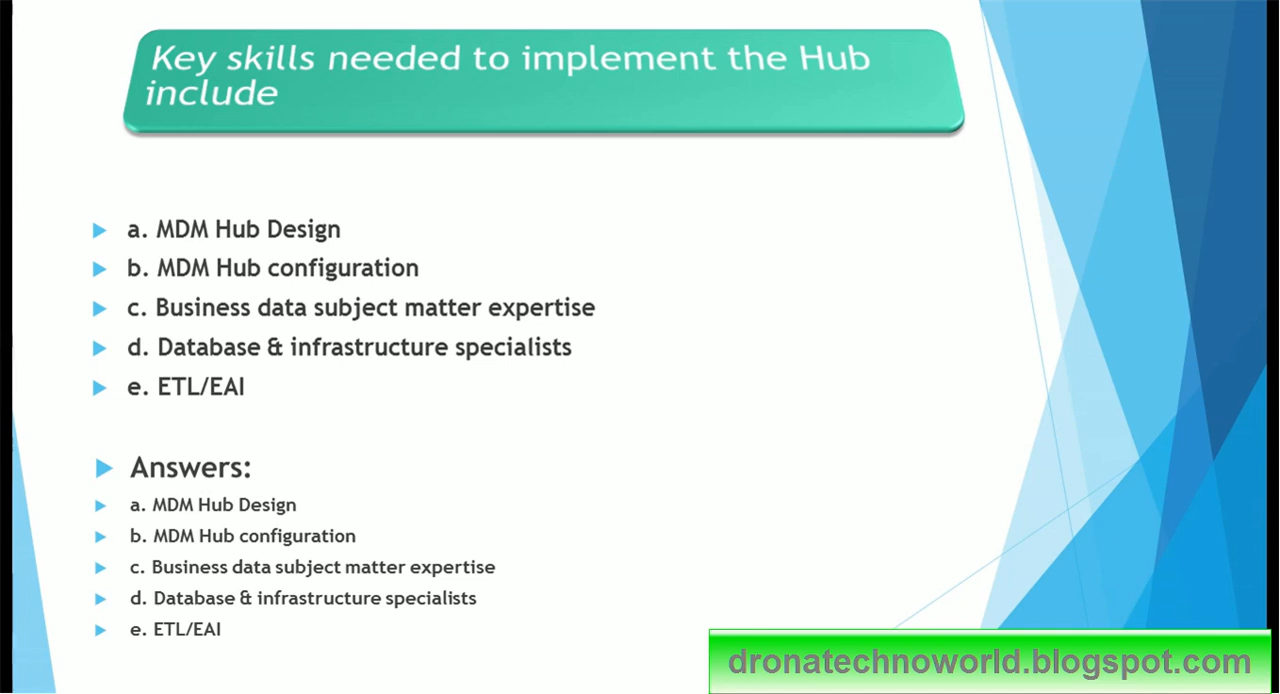 Key skills needed to implement the Hub
include
a. MDM Hub Design
b. MDM Hub configuration
c. Business data subject matter expertise
d. Database & infrastructure specialists
e. ETL/EAI
Answers:
a. MDM Hub Design
b. MDM Hub configuration
c. Business data subject matter expertise
d. Database & infrastructure specialists
e. ETL/EAI
dronatechnoworld.blogspot.com